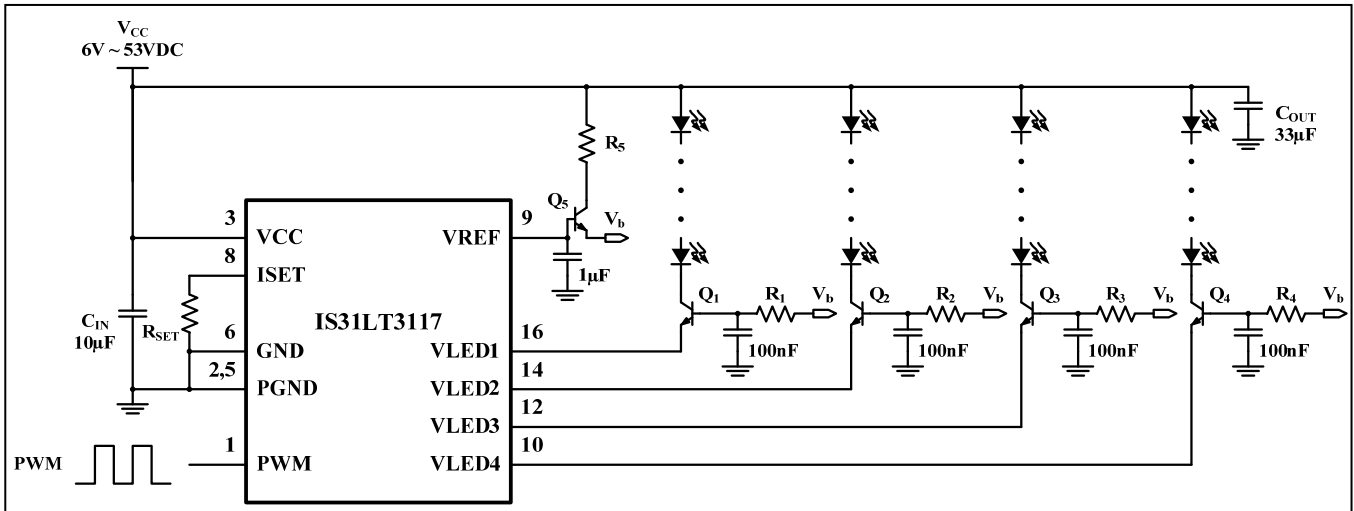 VCC
6V ~ 53VDC
R5
COUT
33μF
Q5
Vb
9
3
VCC
VREF
8
ISET
1μF
Q1
R1
Vb
Q2
R2
Vb
Q3
R3
Vb
Q4
R4
Vb
CIN
10μF
RSET
IS31LT3117
6
GND
16
VLED1
100nF
100nF
100nF
100nF
2,5
PGND
14
VLED2
12
VLED3
1
10
PWM
PWM
VLED4